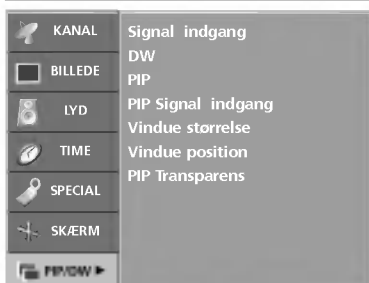 KANAL
BILLEDE
LYD
TIME
SPECIAL
SKÆRM
PIP/DW
Signal indgang
DW
PIP
PIP Signal indgang
Vindue størrelse
Vindue position
PIP Transparens